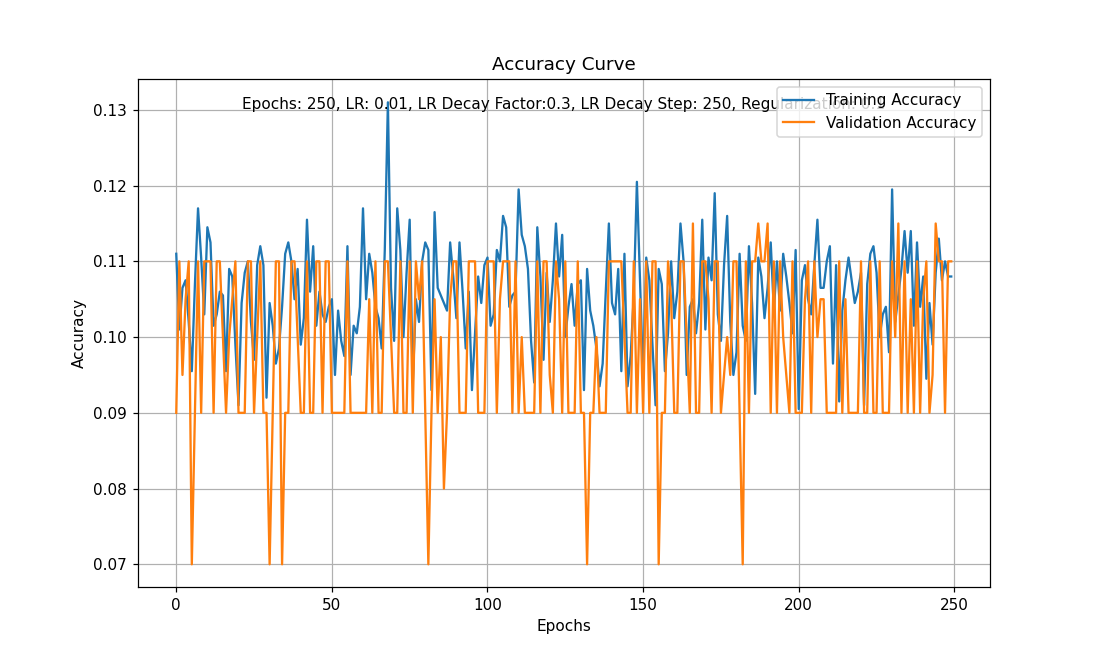 Accuracy Curve
Epochs: 250, LR: 0.01, LR Decay Factor:0.3, LR Decay Step: 250, Regularization:
Training Accuracy
Validation Accuracy
0.13
0.12
0.11
0.10
0.09
0.08
0.07
Accuracy
0
50
100
150
200
250
Epochs